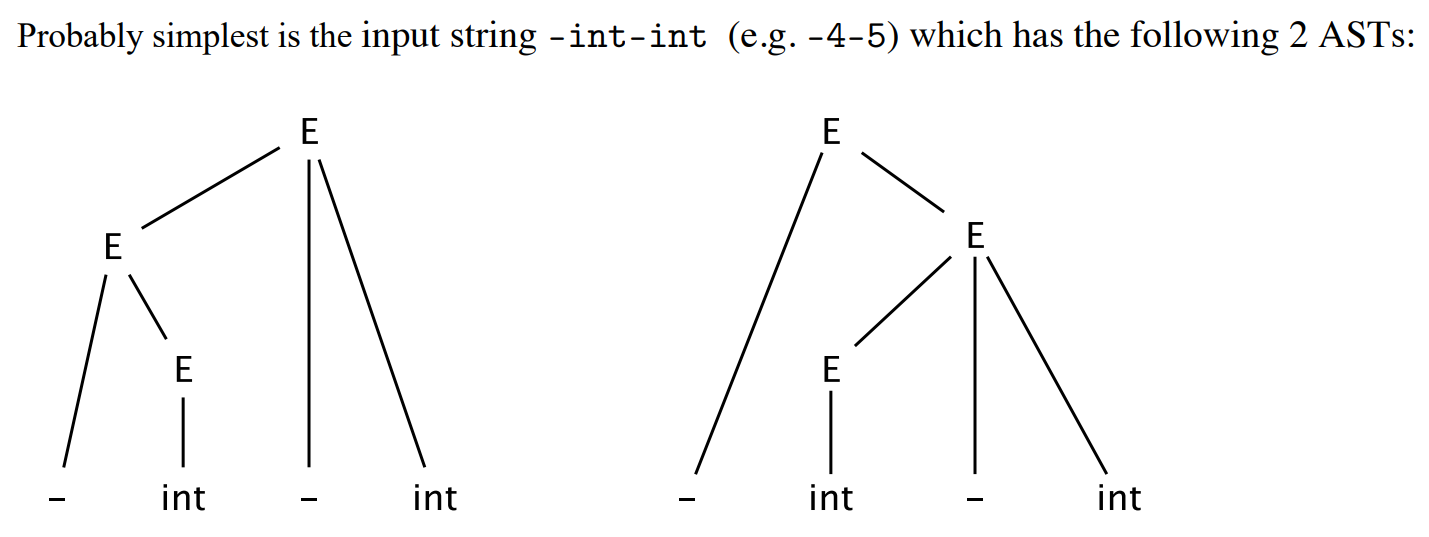 Probably simplest is the input string -int-int (e.g. -4-5) which has the following 2 ASTs:
E E
E E
E E
- int - int - int - int